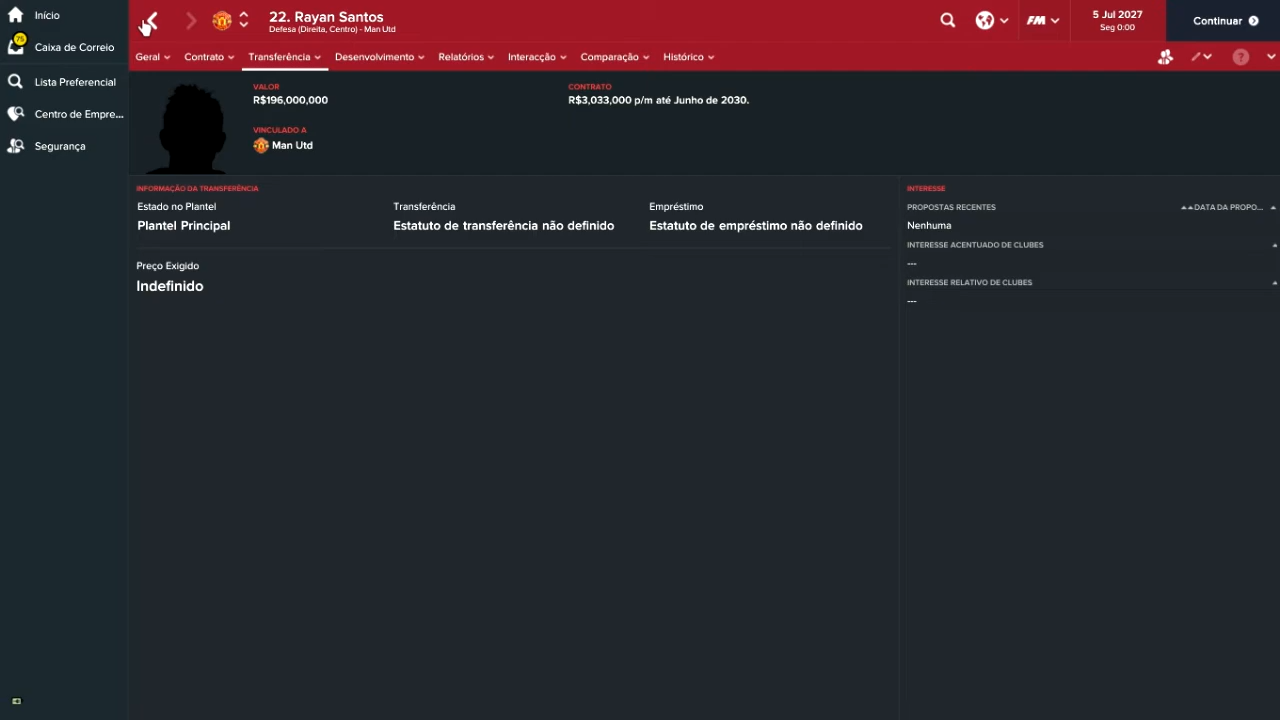 Início
75
Caixa de Correio
Lista Preferencial
Centro de Empre...
Segurança
22. Rayan Santos
Defesa (Direita, Centro) - Man Utd
FM
5 Jul 2027
Seg 0:00
Continuar
Geral
Contrato
Transferência
Desenvolvimento
Relatórios
Interacção
Comparação
Histórico
?
VALOR
R$196,000,000
CONTRATO
R$3,033,000 p/m até Junho de 2030.
VINCULADO A
Man Utd
INFORMAÇÃO DA TRANSFERÊNCIA
Estado no Plantel
Plantel Principal
Transferência
Estatuto de transferência não definido
Empréstimo
Estatuto de empréstimo não definido
Preço Exigido
Indefinido
INTERESSE
PROPOSTAS RECENTES
DATA DA PROPO...
Nenhuma
INTERESSE ACENTUADO DE CLUBES
---
INTERESSE RELATIVO DE CLUBES
---